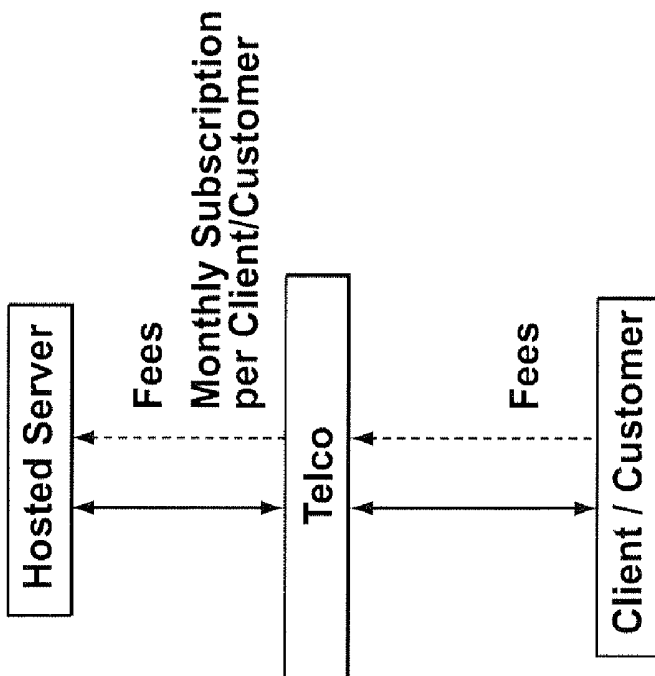 Hosted Server
Fees
Monthly Subscription
per Client/Customer
Telco
Fees
Client / Customer